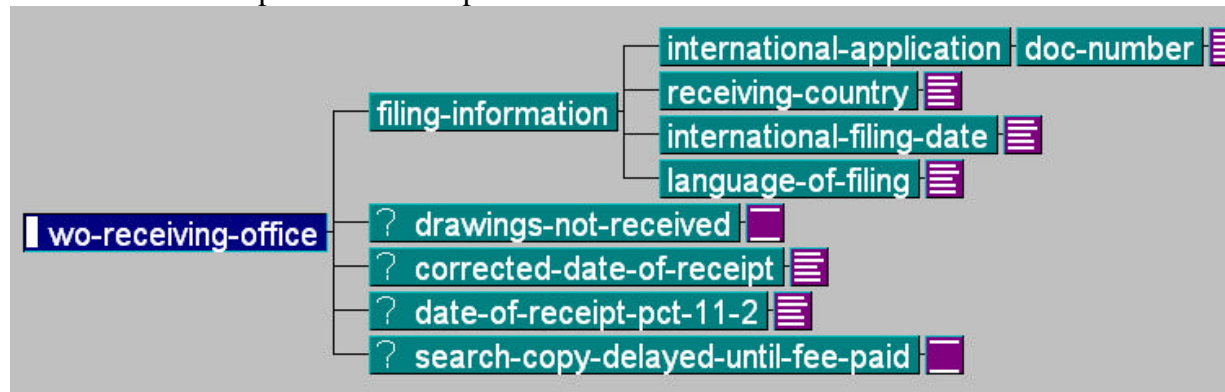 international-application doc-number
receiving-country
filing-information
international-filing-date
language-of-filing
wo-receiving-office
? drawings-not-received
? corrected-date-of-receipt
? date-of-receipt-pct-11-2
? search-copy-delayed-until-fee-paid